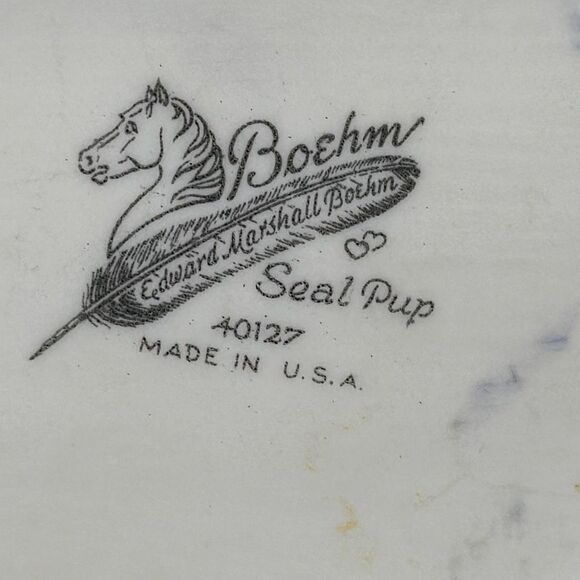 Boehm
Edward Marshall Boehm
Seal Pup
40127
MADE IN U.S.A.